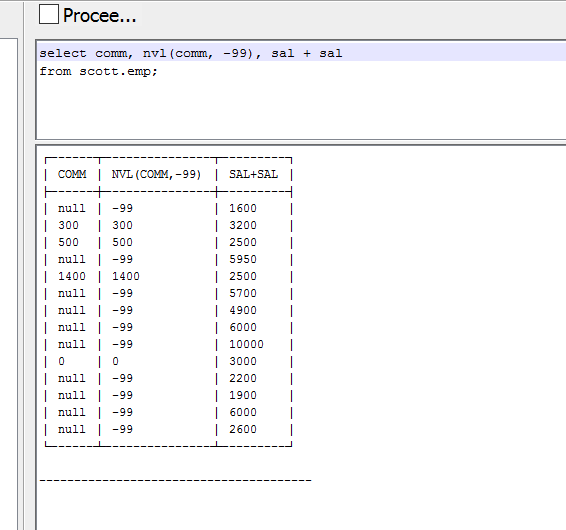 Procee...
select comm, nvl(comm, -99), sal + sal
from scott.emp;
| COMM | NVL(COMM,-99) | SAL+SAL |
| null | -99 | 1600 |
| 300 | 300 | 3200 |
| 500 | 500 | 2500 |
| null | -99 | 5950 |
| 1400 | 1400 | 2500 |
| null | -99 | 5700 |
| null | -99 | 4900 |
| null | -99 | 6000 |
| null | -99 | 10000 |
| 0 | 0 | 3000 |
| null | -99 | 2200 |
| null | -99 | 1900 |
| null | -99 | 6000 |
| null | -99 | 2600 |
---------------------------------------